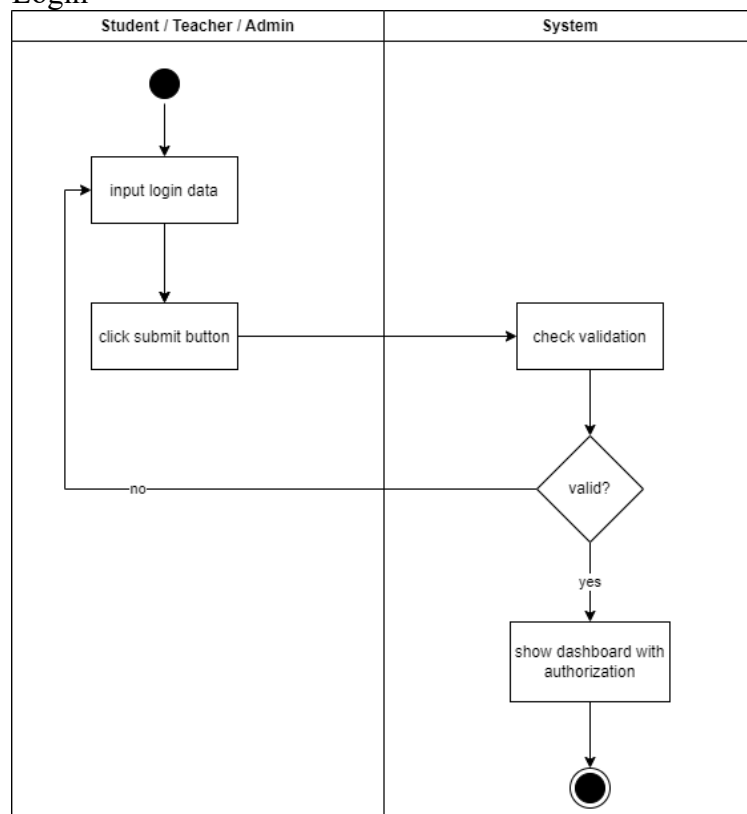 Login
Student / Teacher / Admin
System
input login data
click submit button
check validation
valid?
no
yes
show dashboard with
authorization